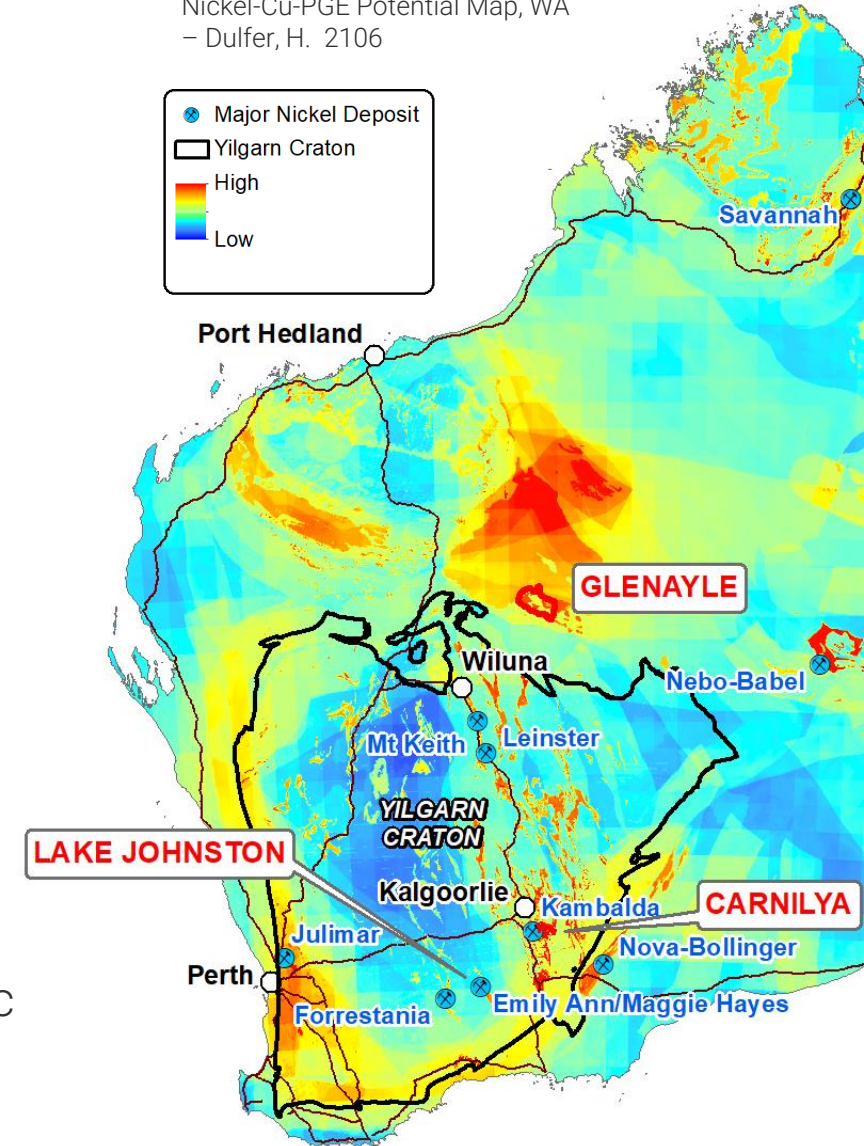 Nickel-Cu-PGE Potential Map, WA
– Dulfer, H. 2106
Major Nickel Deposit
Yilgarn Craton
High
Low
Savannah
Port Hedland
GLENAYLE
Wiluna
Nebo-Babel
Mt Keith
Leinster
YILGARN
CRATON
LAKE JOHNSTON
Kalgoorlie
Kambalda
CARNILYA
Julimar
Nova-Bollinger
Perth
Emily Ann/Maggie Hayes
Forrestania
C